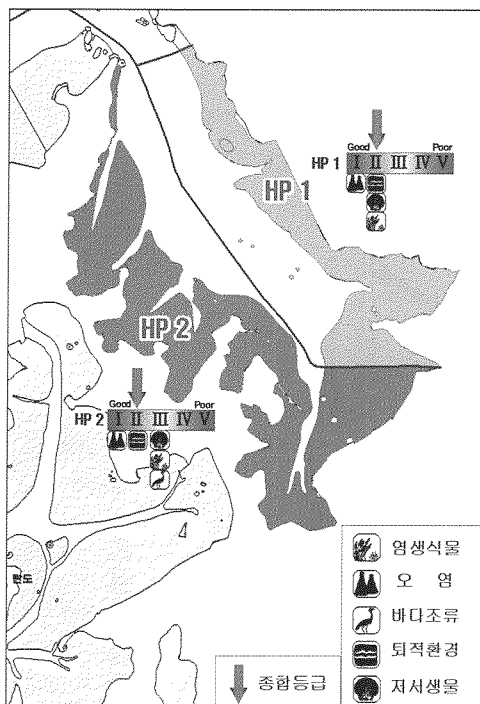 Good Poor
HP 1 I II III IV V
HP 1
HP 2
Good Poor
HP 2 I II III IV V
염생식물
오 염
바다조류
퇴적환경
저서생물
종합등급